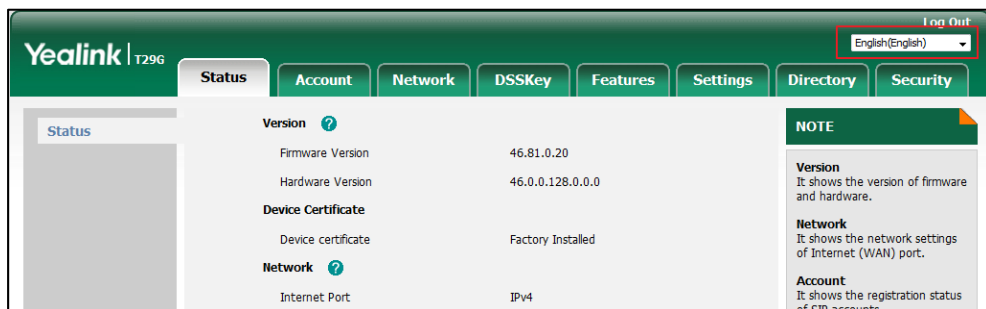 Log Out
English(English)
Yealink T29G
Status Account Network DSSKey Features Settings Directory Security
Status
Version ?
Firmware Version 46.81.0.20
Hardware Version 46.0.0.128.0.0.0
Device Certificate
Device certificate Factory Installed
Network ?
Internet Port IPv4
NOTE
Version
It shows the version of firmware
and hardware.
Network
It shows the network settings
of Internet (WAN) port.
Account
It shows the registration status
of SIP accounts